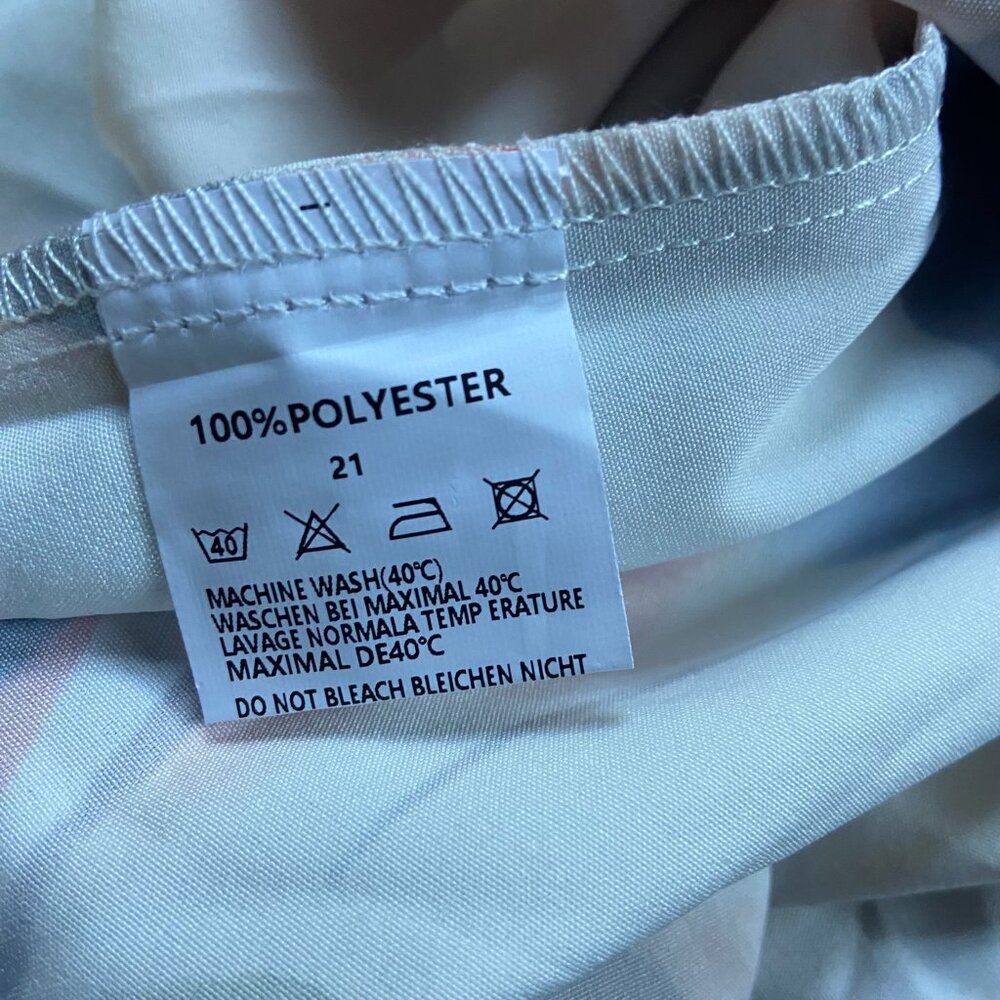 100%POLYESTER
21
40
MACHINE WASH(40℃)
WASCHEN BEI MAXIMAL 40℃
LAVAGE NORMALA TEMP ERATURE
MAXIMAL DE40℃
DO NOT BLEACH BLEICHEN NICHT